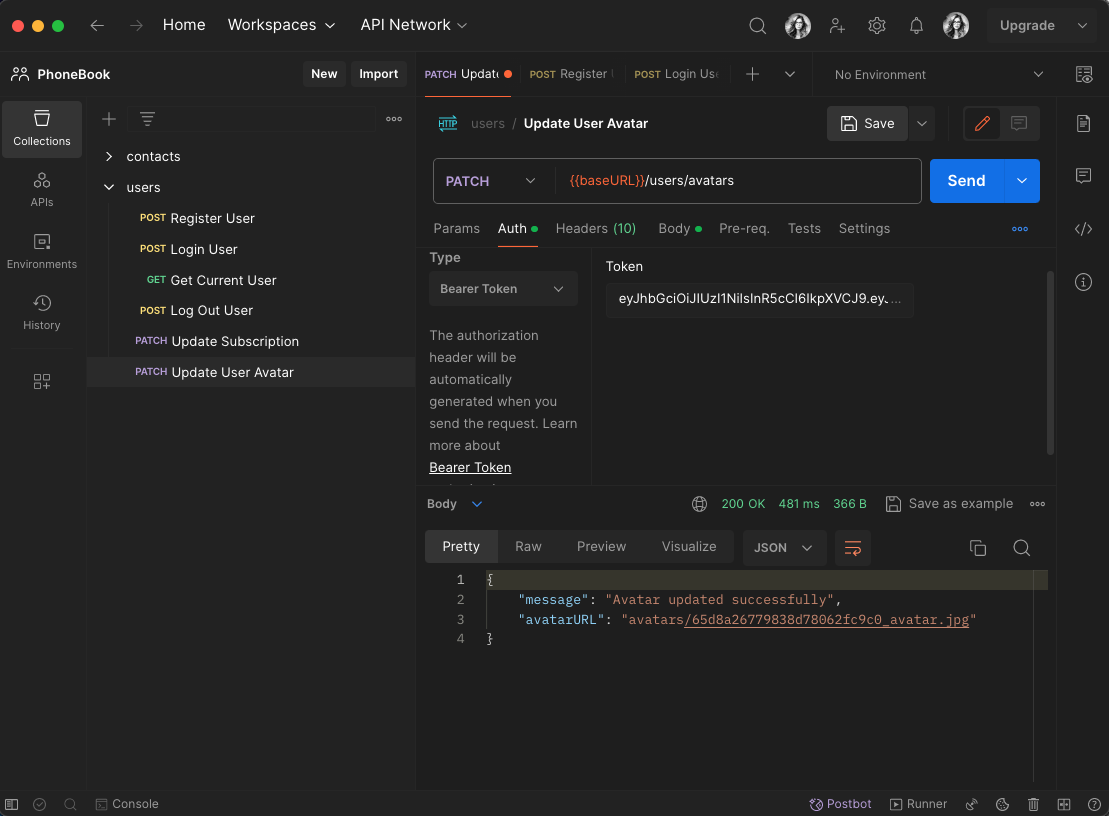 Home
Workspaces
API Network
Upgrade
PhoneBook
New
Import
PATCH Update
POST Register
POST Login Use
No Environment
Collections
APIs
Environments
History
contacts
users
POST Register User
POST Login User
GET Get Current User
POST Log Out User
PATCH Update Subscription
PATCH Update User Avatar
HTTP
users / Update User Avatar
Save
PATCH
{{baseURL}}/users/avatars
Send
Params
Auth
Headers (10)
Body
Pre-req.
Tests
Settings
Type
Bearer Token
The authorization
header will be
automatically
generated when you
send the request. Learn
more about
Bearer Token
Token
eyJhbGciOiJIUzI1NiIsInR5cCI6IkpXVCJ9.eyJ...
Body
200 OK
481 ms
366 B
Save as example
Pretty
Raw
Preview
Visualize
JSON
1 {
2 "message": "Avatar updated successfully",
3 "avatarURL": "avatars/65d8a26779838d78062fc9c0_avatar.jpg"
4 }
Console
Postbot
Runner